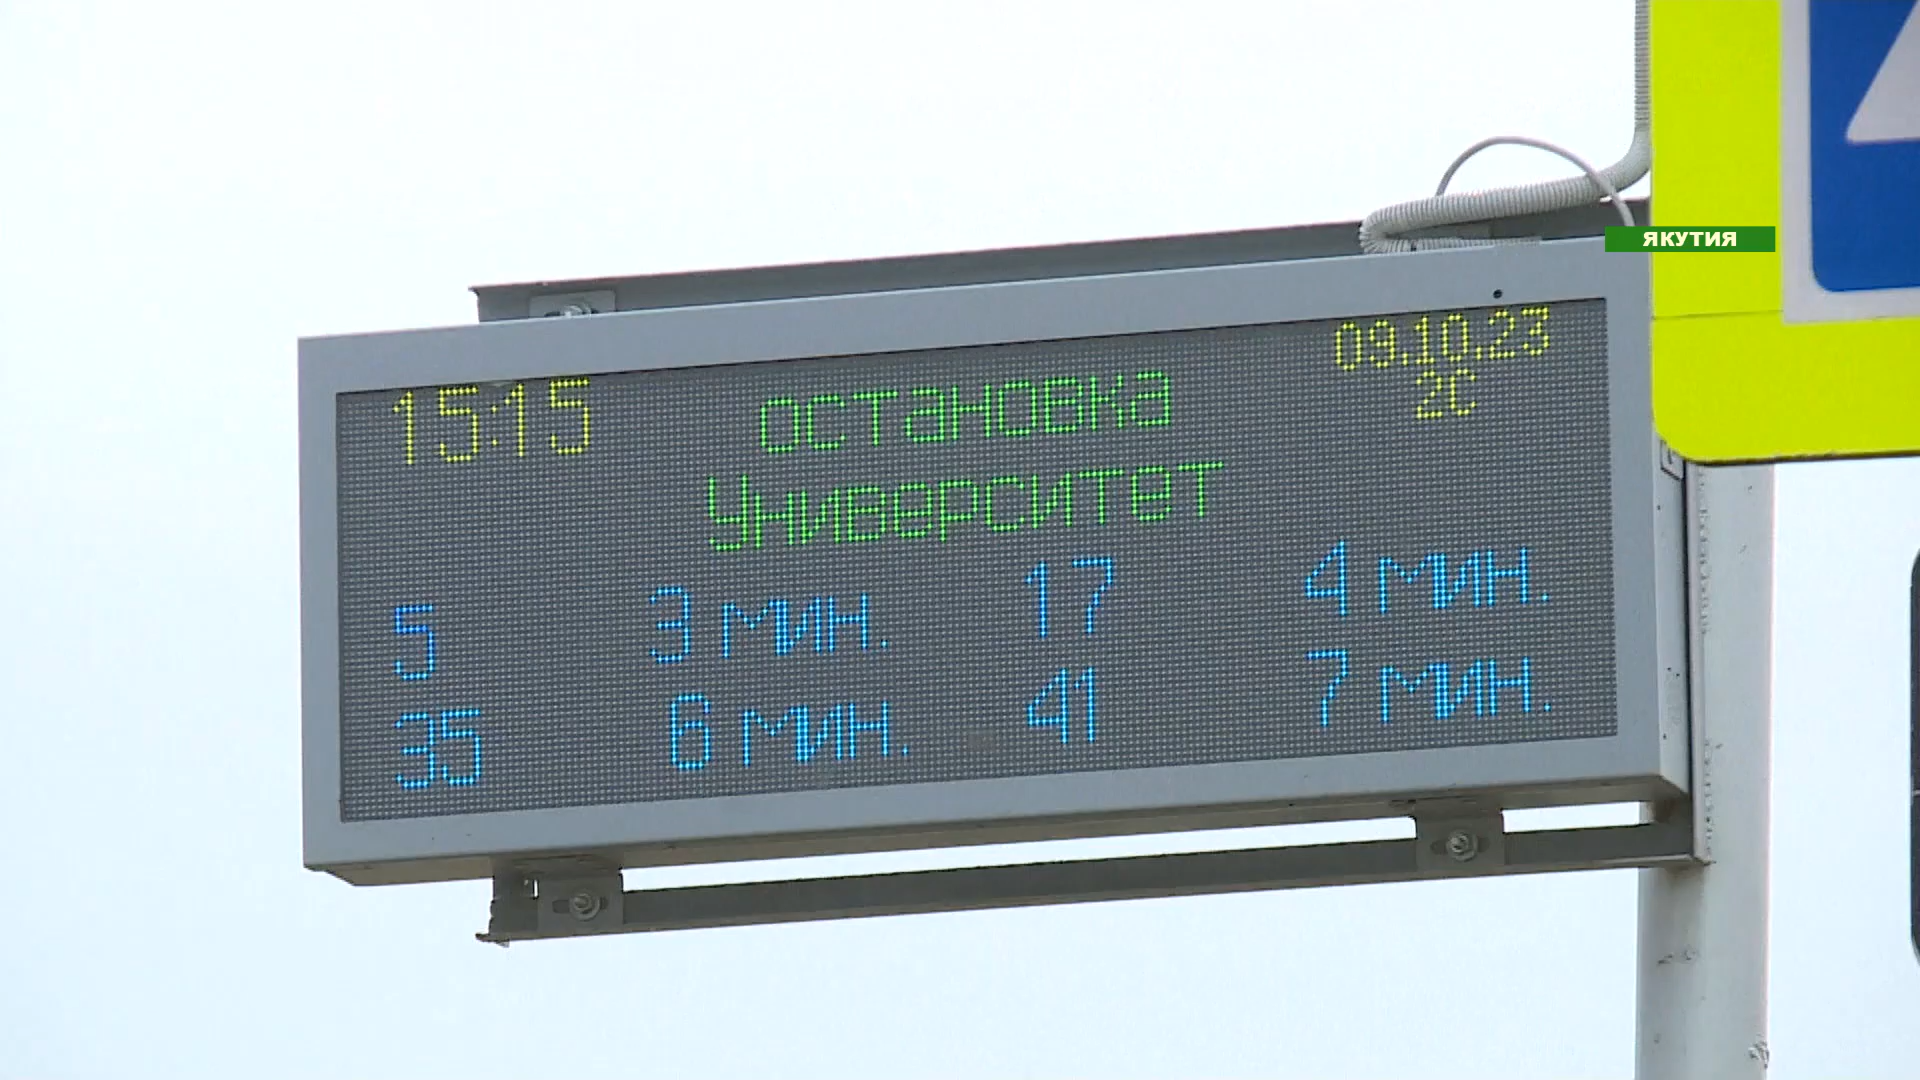 ЯКУТИЯ
09.10.23
15:15 остановка 2С
Университет
5 3 мин. 17 4 мин.
35 6 мин. 41 7 мин.